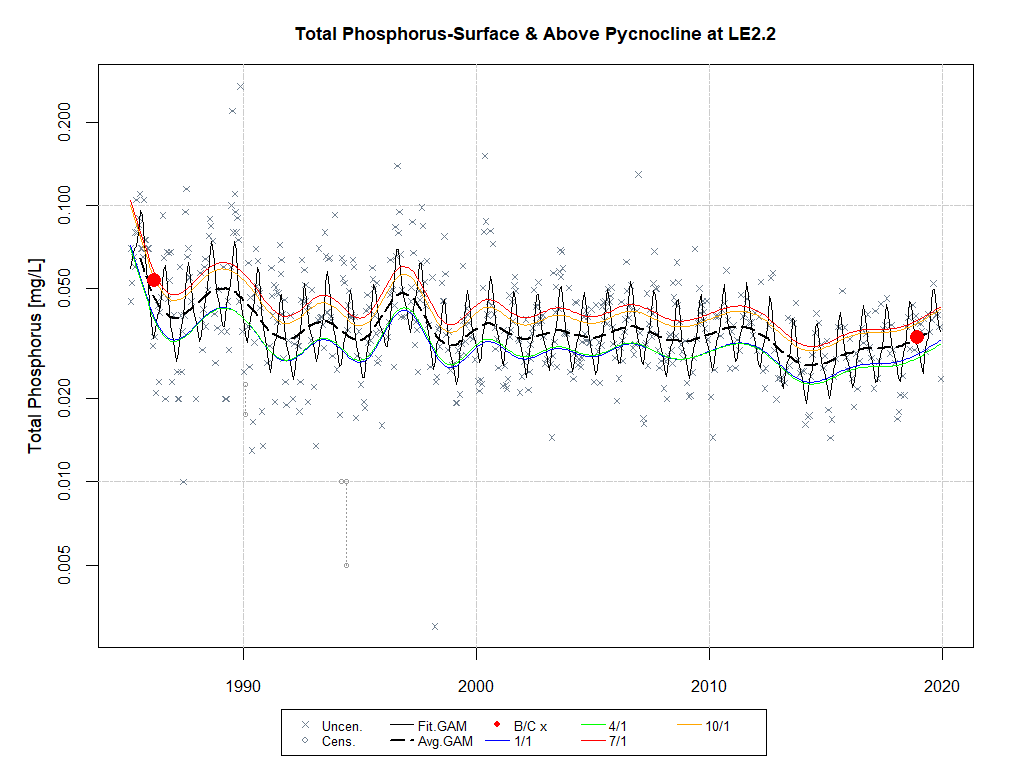 Total Phosphorus-Surface & Above Pycnocline at LE2.2
Total Phosphorus [mg/L]
0.200
0.100
0.050
0.020
0.010
0.005
1990 2000 2010 2020
Uncen. Fit.GAM B/C x 4/1 10/1
Cens. Avg.GAM 1/1 7/1